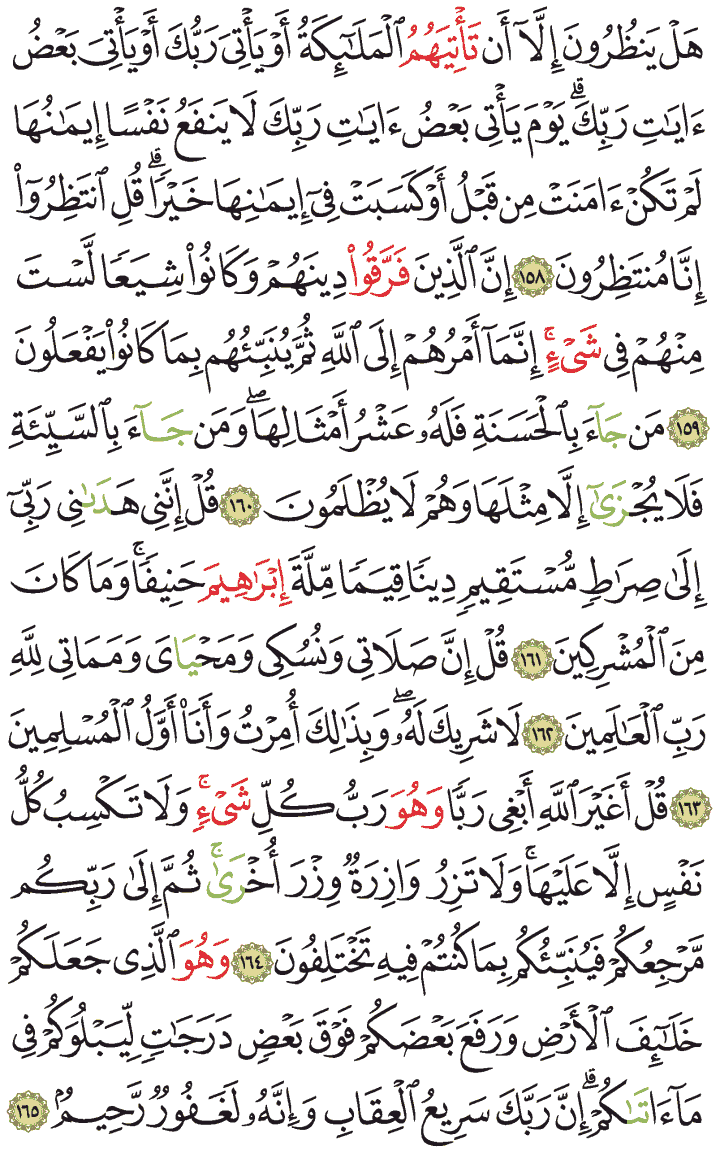 هَلْ يَنظُرُونَ إِلَّآ أَن تَأْتِيَهُمُ ٱلْمَلَٰٓئِكَةُ أَوْ يَأْتِىَ رَبُّكَ أَوْ يَأْتِىَ بَعْضُ
ءَايَٰتِ رَبِّكَ ۗ يَوْمَ يَأْتِى بَعْضُ ءَايَٰتِ رَبِّكَ لَا يَنفَعُ نَفْسًا إِيمَٰنُهَا
لَمْ تَكُنْ ءَامَنَتْ مِن قَبْلُ أَوْ كَسَبَتْ فِىٓ إِيمَٰنِهَا خَيْرًا ۗ قُلِ ٱنتَظِرُوٓا۟
إِنَّا مُنتَظِرُونَ ١٥٨ إِنَّ ٱلَّذِينَ فَرَّقُوا۟ دِينَهُمْ وَكَانُوا۟ شِيَعًا لَّسْتَ
مِنْهُمْ فِى شَىْءٍ ۚ إِنَّمَآ أَمْرُهُمْ إِلَى ٱللَّهِ ثُمَّ يُنَبِّئُهُم بِمَا كَانُوا۟ يَفْعَلُونَ
١٥٩ مَن جَآءَ بِٱلْحَسَنَةِ فَلَهُۥ عَشْرُ أَمْثَالِهَا ۖ وَمَن جَآءَ بِٱلسَّيِّئَةِ
فَلَا يُجْزَىٰٓ إِلَّا مِثْلَهَا وَهُمْ لَا يُظْلَمُونَ ١٦٠ قُلْ إِنَّنِى هَدَىٰنِى رَبِّىٓ
إِلَىٰ صِرَٰطٍ مُّسْتَقِيمٍ دِينًا قِيَمًا مِّلَّةَ إِبْرَٰهِيمَ حَنِيفًا ۚ وَمَا كَانَ
مِنَ ٱلْمُشْرِكِينَ ١٦١ قُلْ إِنَّ صَلَاتِى وَنُسُكِى وَمَحْيَاىَ وَمَمَاتِى لِلَّهِ
رَبِّ ٱلْعَٰلَمِينَ ١٦٢ لَا شَرِيكَ لَهُۥ ۖ وَبِذَٰلِكَ أُمِرْتُ وَأَنَا۠ أَوَّلُ ٱلْمُسْلِمِينَ
١٦٣ قُلْ أَغَيْرَ ٱللَّهِ أَبْغِى رَبًّا وَهُوَ رَبُّ كُلِّ شَىْءٍ ۚ وَلَا تَكْسِبُ كُلُّ
نَفْسٍ إِلَّا عَلَيْهَا ۚ وَلَا تَزِرُ وَازِرَةٌ وِزْرَ أُخْرَىٰ ۚ ثُمَّ إِلَىٰ رَبِّكُم
مَّرْجِعُكُمْ فَيُنَبِّئُكُم بِمَا كُنتُمْ فِيهِ تَخْتَلِفُونَ ١٦٤ وَهُوَ ٱلَّذِى جَعَلَكُمْ
خَلَٰٓئِفَ ٱلْأَرْضِ وَرَفَعَ بَعْضَكُمْ فَوْقَ بَعْضٍ دَرَجَٰتٍ لِّيَبْلُوَكُمْ فِى
مَآ ءَاتَىٰكُمْ ۗ إِنَّ رَبَّكَ سَرِيعُ ٱلْعِقَابِ وَإِنَّهُۥ لَغَفُورٌ رَّحِيمٌۢ ١٦٥